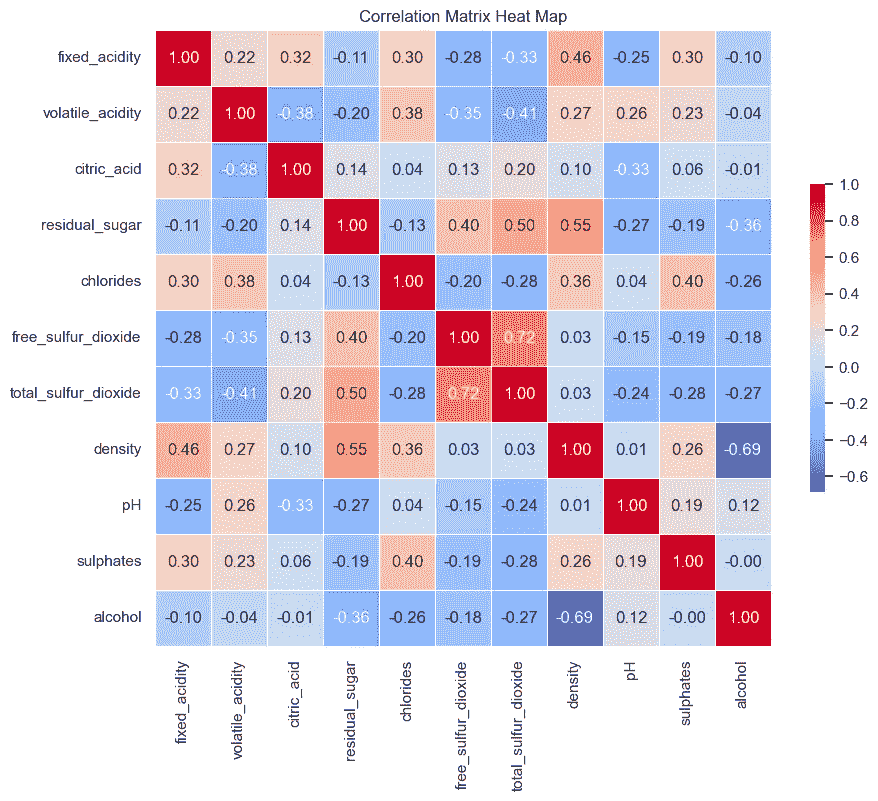 Correlation Matrix Heat Map
fixed_acidity 1.00 0.22 0.32 -0.11 0.30 -0.28 -0.33 0.46 -0.25 0.30 -0.10
volatile_acidity 0.22 1.00 -0.38 -0.20 0.38 -0.35 -0.41 0.27 0.26 0.23 -0.04
citric_acid 0.32 -0.38 1.00 0.14 0.04 0.13 0.20 0.10 -0.33 0.06 -0.01
residual_sugar -0.11 -0.20 0.14 1.00 -0.13 0.40 0.50 0.55 -0.27 -0.19 -0.36
chlorides 0.30 0.38 0.04 -0.13 1.00 -0.20 -0.28 0.36 0.04 0.40 -0.26
free_sulfur_dioxide -0.28 -0.35 0.13 0.40 -0.20 1.00 0.72 0.03 -0.15 -0.19 -0.18
total_sulfur_dioxide -0.33 -0.41 0.20 0.50 -0.28 0.72 1.00 0.03 -0.24 -0.28 -0.27
density 0.46 0.27 0.10 0.55 0.36 0.03 0.03 1.00 0.01 0.26 -0.69
pH -0.25 0.26 -0.33 -0.27 0.04 -0.15 -0.24 0.01 1.00 0.19 0.12
sulphates 0.30 0.23 0.06 -0.19 0.40 -0.19 -0.28 0.26 0.19 1.00 -0.00
alcohol -0.10 -0.04 -0.01 -0.36 -0.26 -0.18 -0.27 -0.69 0.12 -0.00 1.00
fixed_acidity
volatile_acidity
citric_acid
residual_sugar
chlorides
free_sulfur_dioxide
total_sulfur_dioxide
density
pH
sulphates
alcohol
1.0
0.8
0.6
0.4
0.2
0.0
−0.2
−0.4
−0.6